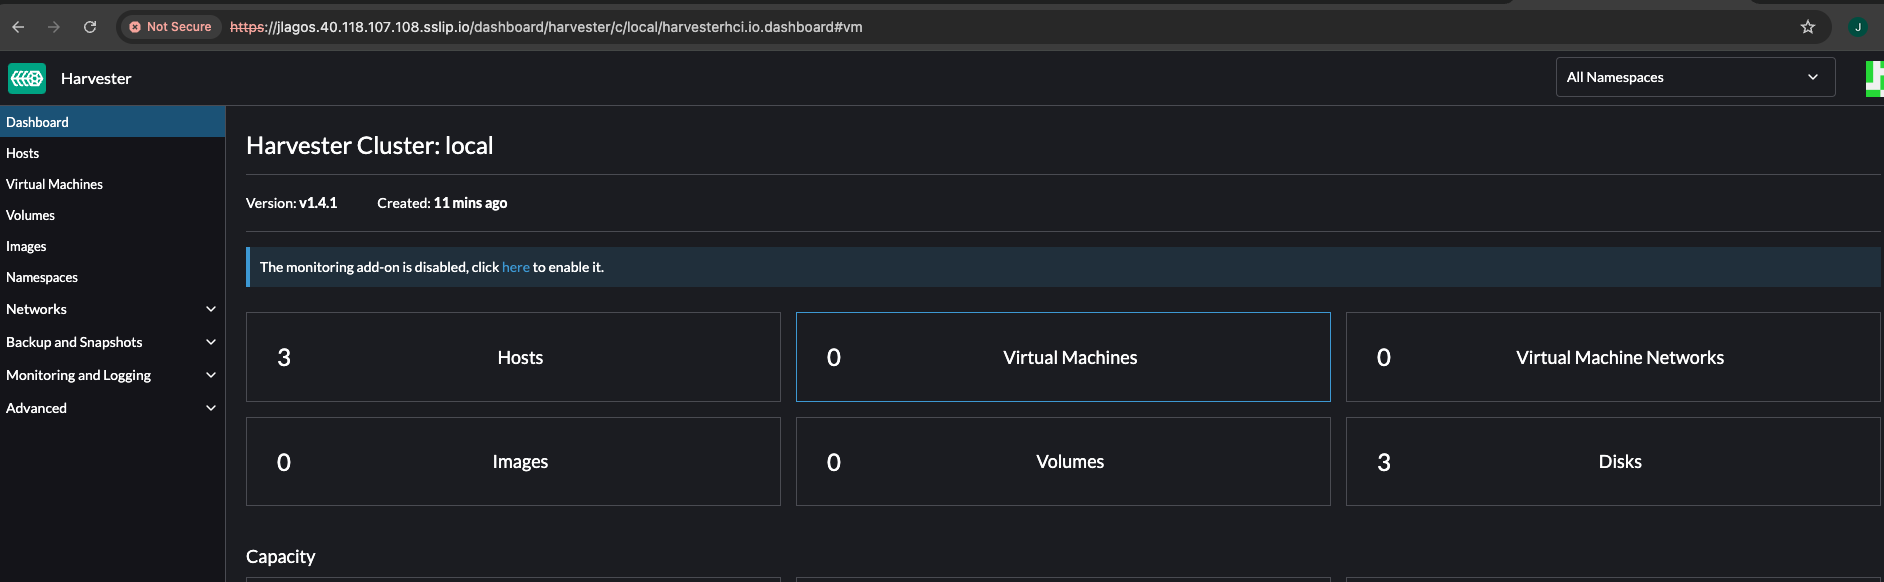 Not Secure https://jlagos.40.118.107.108.sslip.io/dashboard/harvester/c/local/harvesterhci.io.dashboard#vm J
Harvester
All Namespaces
Dashboard
Hosts
Virtual Machines
Volumes
Images
Namespaces
Networks
Backup and Snapshots
Monitoring and Logging
Advanced
Harvester Cluster: local
Version: v1.4.1 Created: 11 mins ago
The monitoring add-on is disabled, click here to enable it.
3 Hosts
0 Virtual Machines
0 Virtual Machine Networks
0 Images
0 Volumes
3 Disks
Capacity